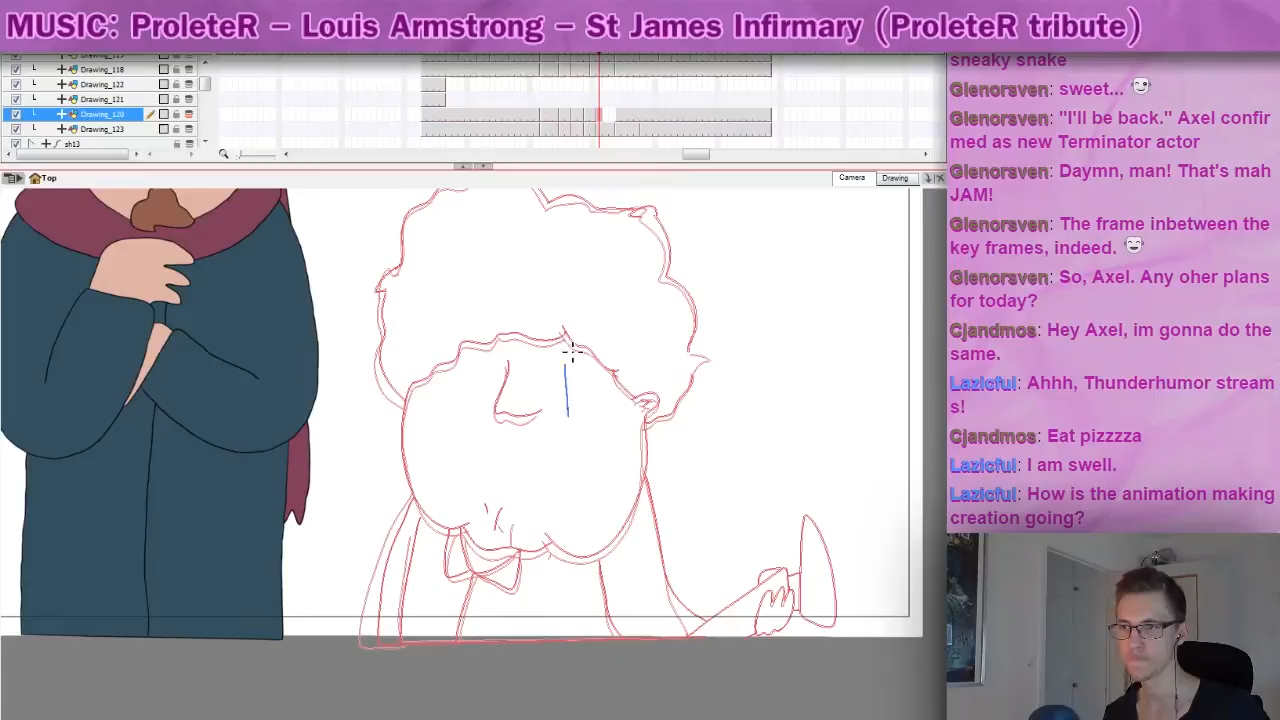 MUSIC: ProleteR – Louis Armstrong – St James Infirmary (ProleteR tribute)
Drawing_118
Drawing_122
Drawing_121
Drawing_120
Drawing_123
sh13
Top
Camera
Drawing
sneaky snake
Glenorsven: sweet...
Glenorsven: "I'll be back." Axel confir
med as new Terminator actor
Glenorsven: Daymn, man! That's mah
JAM!
Glenorsven: The frame inbetween the
key frames, indeed.
Glenorsven: So, Axel. Any oher plans
for today?
Cjandmos: Hey Axel, im gonna do the
same.
Lazicful: Ahhh, Thunderhumor stream
s!
Cjandmos: Eat pizzzza
Lazicful: I am swell.
Lazicful: How is the animation making
creation going?